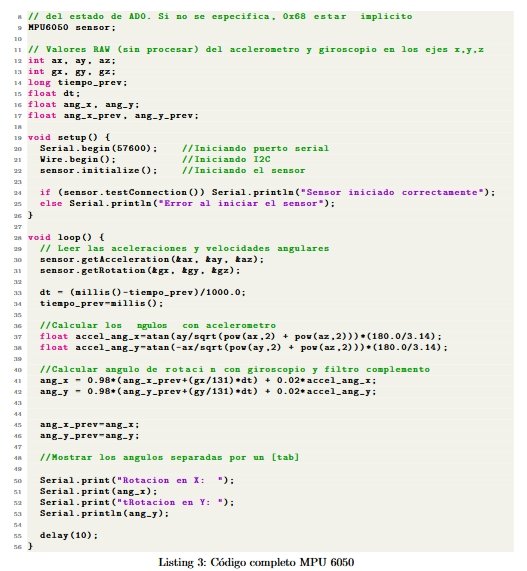 8 // del estado de AD0. Si no se especifica, 0x68 estar  implicito
9 MPU6050 sensor;
10
11 // Valores RAW (sin procesar) del acelerometro y giroscopio en los ejes x,y,z
12 int ax, ay, az;
13 int gx, gy, gz;
14 long tiempo_prev;
15 float dt;
16 float ang_x, ang_y;
17 float ang_x_prev, ang_y_prev;
18
19 void setup() {
20   Serial.begin(57600);    //Iniciando puerto serial
21   Wire.begin();           //Iniciando I2C
22   sensor.initialize();    //Iniciando el sensor
23
24   if (sensor.testConnection()) Serial.println("Sensor iniciado correctamente");
25   else Serial.println("Error al iniciar el sensor");
26 }
27
28 void loop() {
29   // Leer las aceleraciones y velocidades angulares
30   sensor.getAcceleration(&ax, &ay, &az);
31   sensor.getRotation(&gx, &gy, &gz);
32
33   dt = (millis()-tiempo_prev)/1000.0;
34   tiempo_prev=millis();
35
36   //Calcular los  ngulos con acelerometro
37   float accel_ang_x=atan(ay/sqrt(pow(ax,2) + pow(az,2)))*(180.0/3.14);
38   float accel_ang_y=atan(-ax/sqrt(pow(ay,2) + pow(az,2)))*(180.0/3.14);
39
40   //Calcular angulo de rotaci n con giroscopio y filtro complemento
41   ang_x = 0.98*(ang_x_prev+(gx/131)*dt) + 0.02*accel_ang_x;
42   ang_y = 0.98*(ang_y_prev+(gy/131)*dt) + 0.02*accel_ang_y;
43
44
45   ang_x_prev=ang_x;
46   ang_y_prev=ang_y;
47
48   //Mostrar los angulos separadas por un [tab]
49
50   Serial.print("Rotacion en X:  ");
51   Serial.print(ang_x);
52   Serial.print("tRotacion en Y: ");
53   Serial.println(ang_y);
54
55   delay(10);
56 }
Listing 3: Código completo MPU 6050